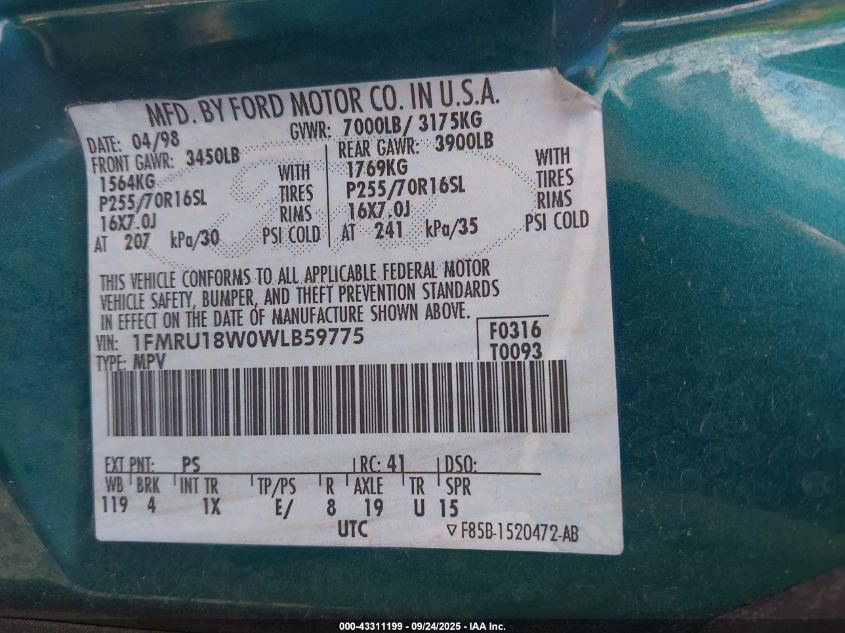 MFD. BY FORD MOTOR CO. IN U.S.A.
DATE: 04/98 GVWR: 7000LB/ 3175KG
FRONT GAWR: 3450LB REAR GAWR: 3900LB
1564KG WITH 1769KG WITH
P255/70R16SL TIRES P255/70R16SL TIRES
16X7.0J RIMS 16X7.0J RIMS
AT 207 kPa/30 PSI COLD AT 241 kPa/35 PSI COLD
THIS VEHICLE CONFORMS TO ALL APPLICABLE FEDERAL MOTOR
VEHICLE SAFETY, BUMPER, AND THEFT PREVENTION STANDARDS
IN EFFECT ON THE DATE OF MANUFACTURE SHOWN ABOVE.
VIN: 1FMRU18W0WLB59775 F0316
TYPE: MPV T0093
EXT PNT: PS RC: 41 DSO:
WB BRK INT TR TP/PS R AXLE TR SPR
119 4 1X E/ 8 19 U 15
UTC ▽ F85B-1520472-AB
000-43311199 - 09/24/2025 - IAA Inc.